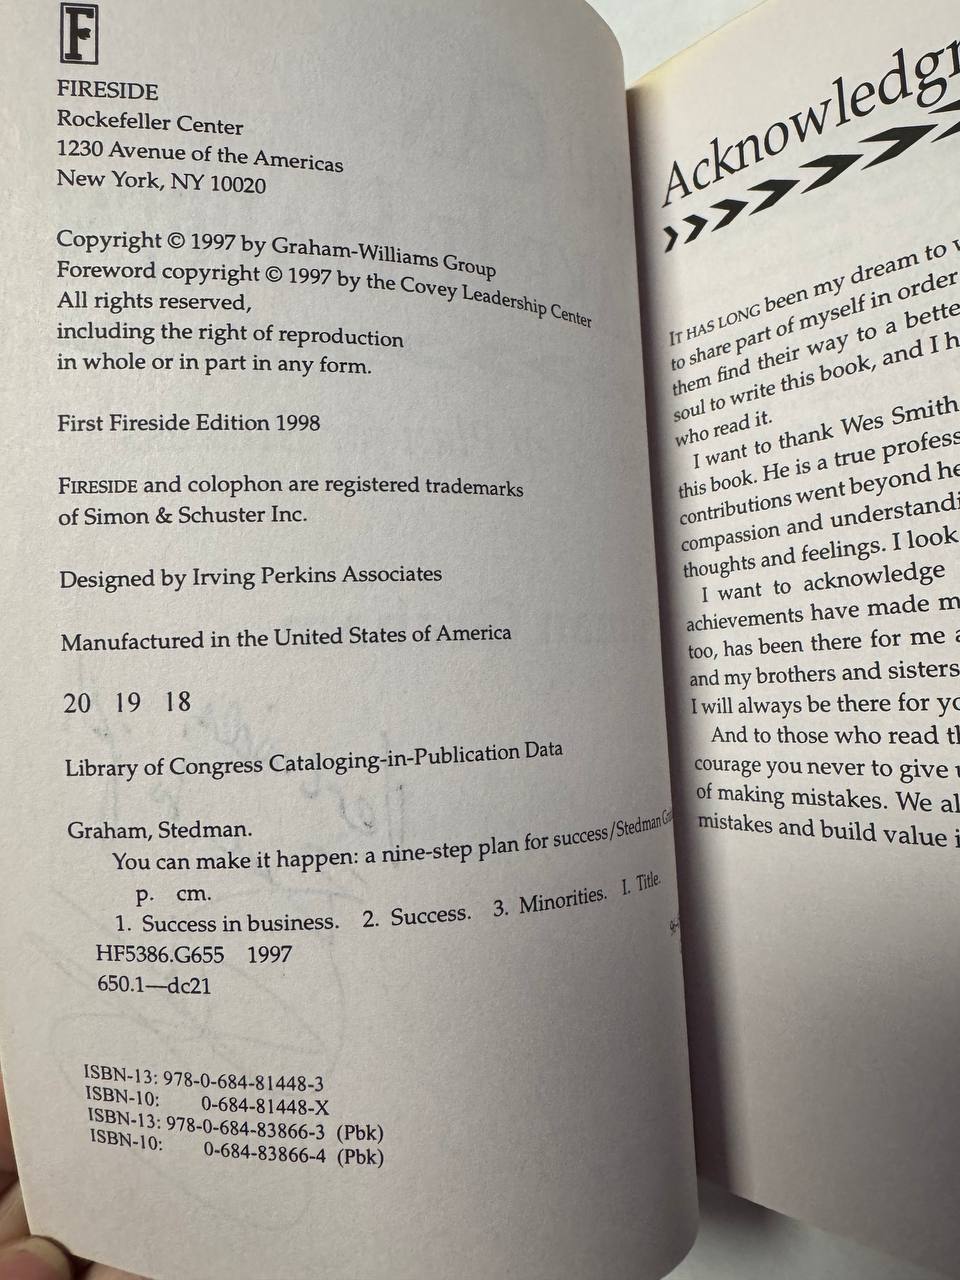 F
FIRESIDE
Rockefeller Center
1230 Avenue of the Americas
New York, NY 10020
Copyright © 1997 by Graham-Williams Group
Foreword copyright © 1997 by the Covey Leadership Center
All rights reserved,
including the right of reproduction
in whole or in part in any form.
First Fireside Edition 1998
FIRESIDE and colophon are registered trademarks
of Simon & Schuster Inc.
Designed by Irving Perkins Associates
Manufactured in the United States of America
20 19 18
Library of Congress Cataloging-in-Publication Data
Graham, Stedman.
You can make it happen: a nine-step plan for success/Stedman
p. cm.
1. Success in business. 2. Success. 3. Minorities. I. Title.
HF5386.G655 1997
650.1—dc21
ISBN-13: 978-0-684-81448-3
ISBN-10: 0-684-81448-X
ISBN-13: 978-0-684-83866-3 (Pbk)
ISBN-10: 0-684-83866-4 (Pbk)
Acknowledgm
IT HAS LONG been my dream to
to share part of myself in order
them find their way to a bette
soul to write this book, and I h
who read it.
I want to thank Wes Smith
this book. He is a true profess
contributions went beyond he
compassion and understandi
thoughts and feelings. I look
I want to acknowledge
achievements have made m
too, has been there for me a
and my brothers and sisters
I will always be there for yo
And to those who read th
courage you never to give
of making mistakes. We al
mistakes and build value i